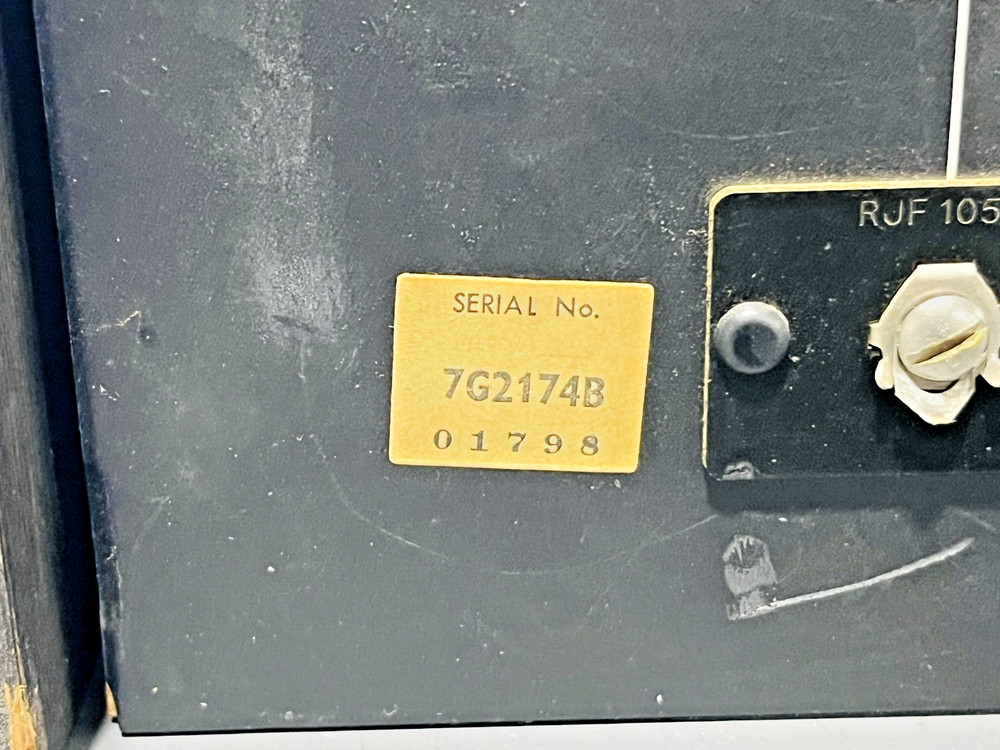 RJF 105
SERIAL No.
7G2174B
01798